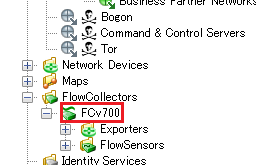 Business Partner Networks
Bogon
Command & Control Servers
Tor
Network Devices
Maps
FlowCollectors
FCv700
Exporters
FlowSensors
Identity Services